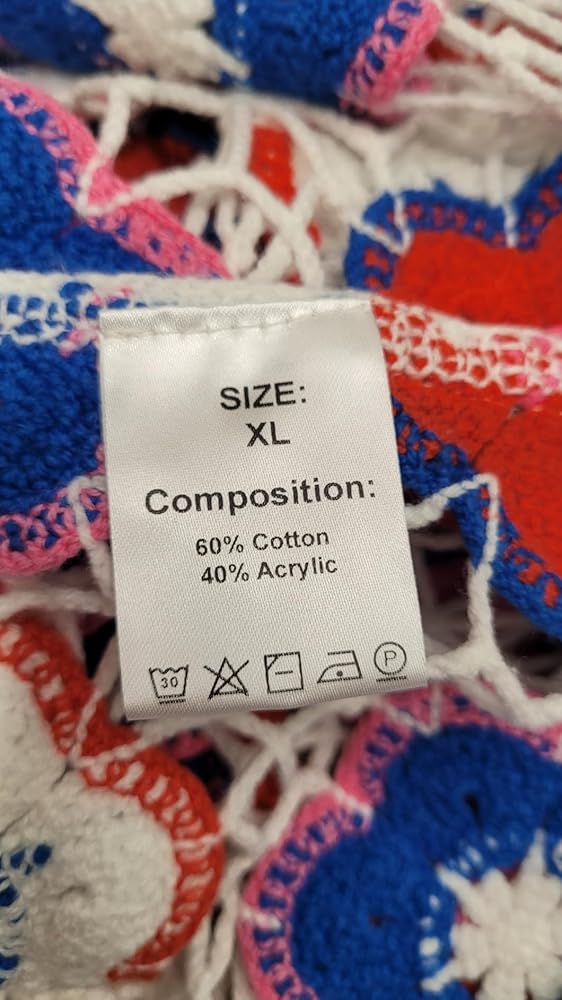 SIZE:
XL
Composition:
60% Cotton
40% Acrylic
30 P